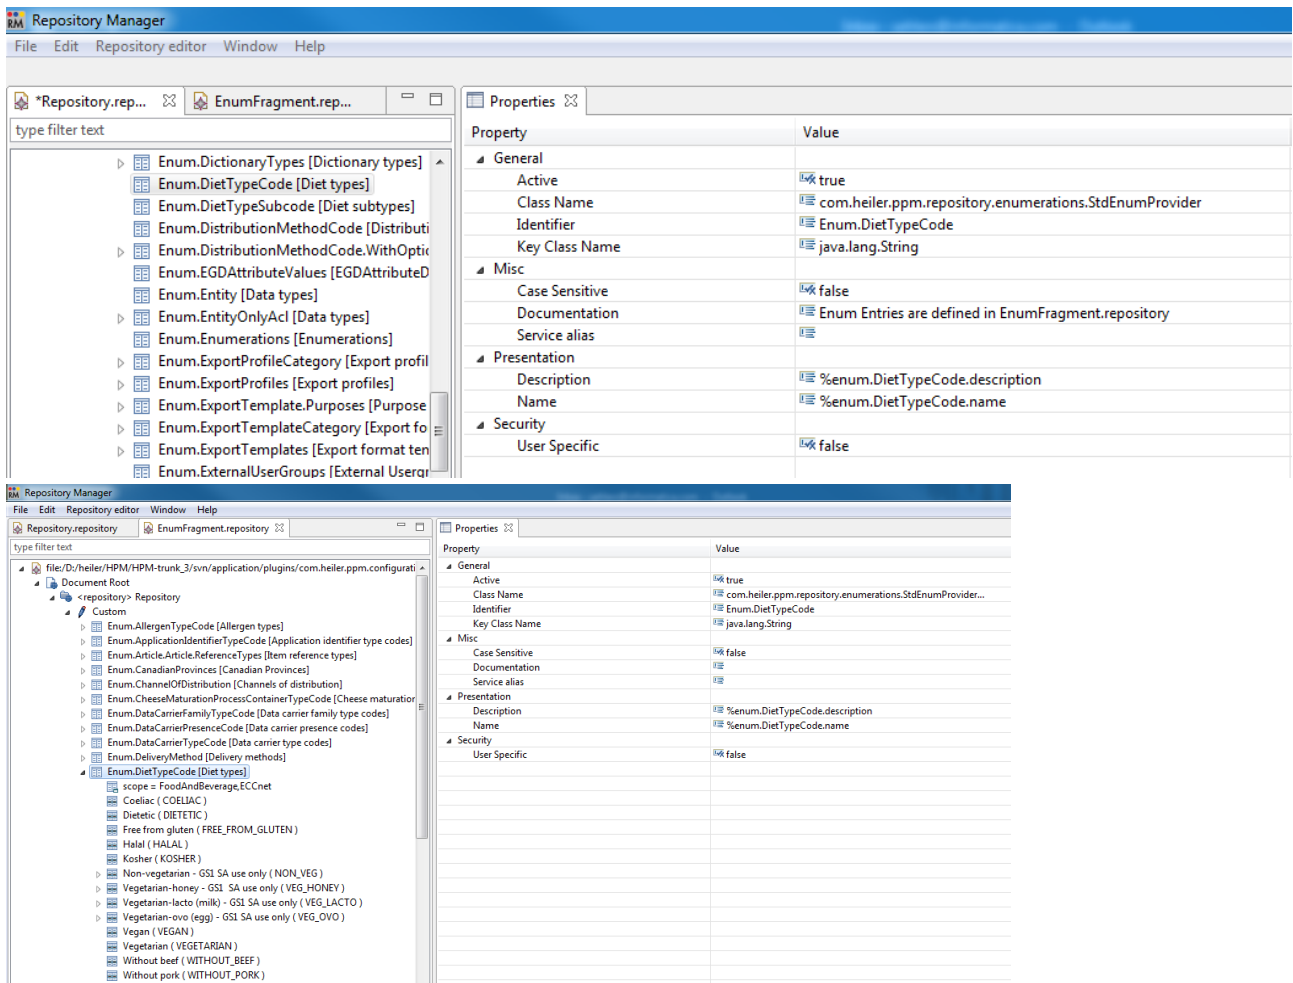 RM Repository Manager
File Edit Repository editor Window Help
*Repository.rep...
EnumFragment.rep...
Properties
type filter text
Property Value
Enum.DictionaryTypes [Dictionary types]
Enum.DietTypeCode [Diet types]
Enum.DietTypeSubcode [Diet subtypes]
Enum.DistributionMethodCode [Distributi
Enum.DistributionMethodCode.WithOptic
Enum.EGDAttributeValues [EGDAttributeD
Enum.Entity [Data types]
Enum.EntityOnlyAcl [Data types]
Enum.Enumerations [Enumerations]
Enum.ExportProfileCategory [Export profil
Enum.ExportProfiles [Export profiles]
Enum.ExportTemplate.Purposes [Purpose
Enum.ExportTemplateCategory [Export fo
Enum.ExportTemplates [Export format ten
Enum.ExternalUserGroups [External Usergr
General
Active true
Class Name com.heiler.ppm.repository.enumerations.StdEnumProvider
Identifier Enum.DietTypeCode
Key Class Name java.lang.String
Misc
Case Sensitive false
Documentation Enum Entries are defined in EnumFragment.repository
Service alias
Presentation
Description %enum.DietTypeCode.description
Name %enum.DietTypeCode.name
Security
User Specific false
RM Repository Manager
File Edit Repository editor Window Help
Repository.repository
EnumFragment.repository
Properties
type filter text
Property Value
file:/D:/heiler/HPM/HPM-trunk_3/svn/application/plugins/com.heiler.ppm.configurati
Document Root
<repository> Repository
Custom
Enum.AllergenTypeCode [Allergen types]
Enum.ApplicationIdentifierTypeCode [Application identifier type codes]
Enum.Article.Article.ReferenceTypes [Item reference types]
Enum.CanadianProvinces [Canadian Provinces]
Enum.ChannelOfDistribution [Channels of distribution]
Enum.CheeseMaturationProcessContainerTypeCode [Cheese maturation
Enum.DataCarrierFamilyTypeCode [Data carrier family type codes]
Enum.DataCarrierPresenceCode [Data carrier presence codes]
Enum.DataCarrierTypeCode [Data carrier type codes]
Enum.DeliveryMethod [Delivery methods]
Enum.DietTypeCode [Diet types]
scope = FoodAndBeverage,ECCnet
Coeliac ( COELIAC )
Dietetic ( DIETETIC )
Free from gluten ( FREE_FROM_GLUTEN )
Halal ( HALAL )
Kosher ( KOSHER )
Non-vegetarian - GS1 SA use only ( NON_VEG )
Vegetarian-honey - GS1 SA use only ( VEG_HONEY )
Vegetarian-lacto (milk) - GS1 SA use only ( VEG_LACTO )
Vegetarian-ovo (egg) - GS1 SA use only ( VEG_OVO )
Vegan ( VEGAN )
Vegetarian ( VEGETARIAN )
Without beef ( WITHOUT_BEEF )
Without pork ( WITHOUT_PORK )
General
Active true
Class Name com.heiler.ppm.repository.enumerations.StdEnumProvider...
Identifier Enum.DietTypeCode
Key Class Name java.lang.String
Misc
Case Sensitive false
Documentation
Service alias
Presentation
Description %enum.DietTypeCode.description
Name %enum.DietTypeCode.name
Security
User Specific false